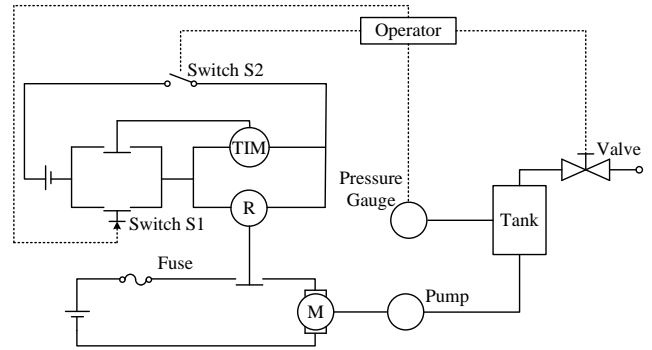 Operator
Switch S2
TIM
Valve
Pressure
Gauge
R
Switch S1
Tank
Fuse
Pump
M